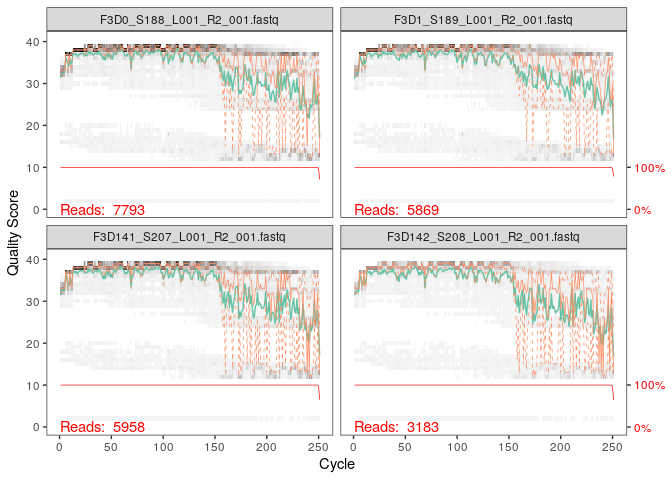 F3D0_S188_L001_R2_001.fastq
F3D1_S189_L001_R2_001.fastq
40
30
20
10
0
Reads: 7793
Reads: 5869
100%
0%
F3D141_S207_L001_R2_001.fastq
F3D142_S208_L001_R2_001.fastq
40
30
20
10
0
Reads: 5958
Reads: 3183
100%
0%
Quality Score
0 50 100 150 200 250
0 50 100 150 200 250
Cycle